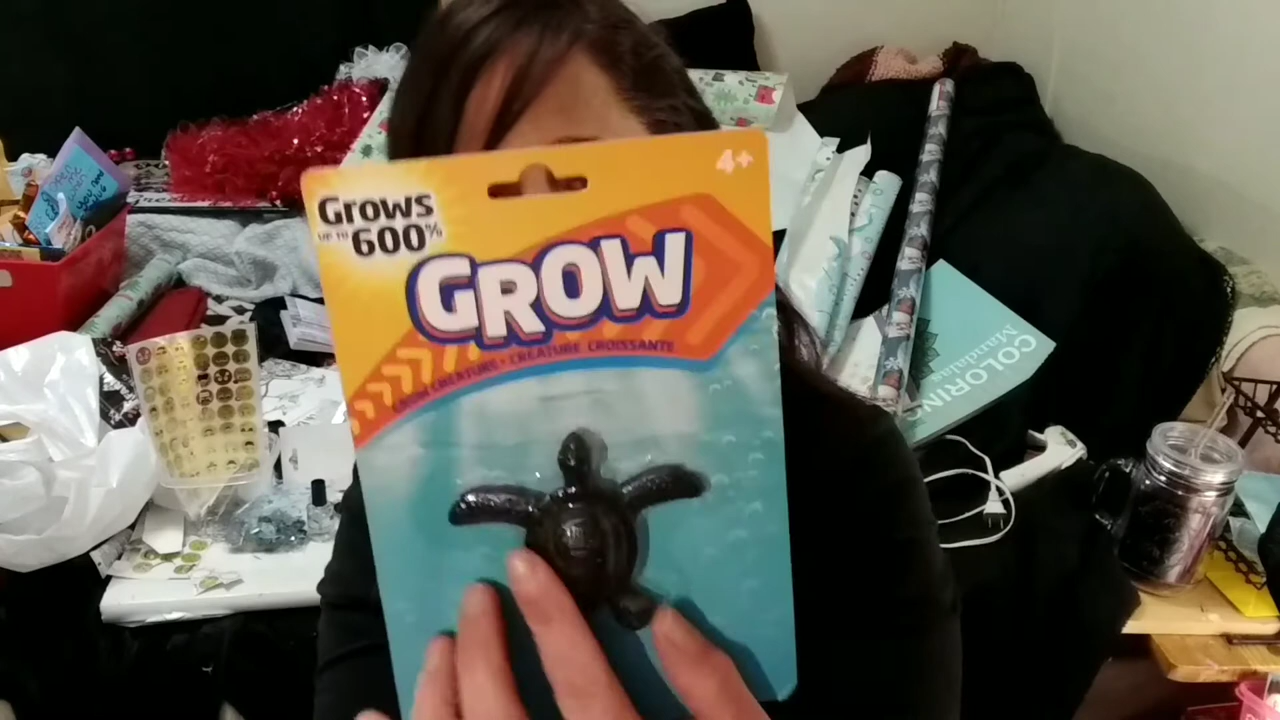 4+
Grows
UP TO
600%
GROW
GROW CREATURE • CREATURE CROISSANTE
COLORING
Mandalas